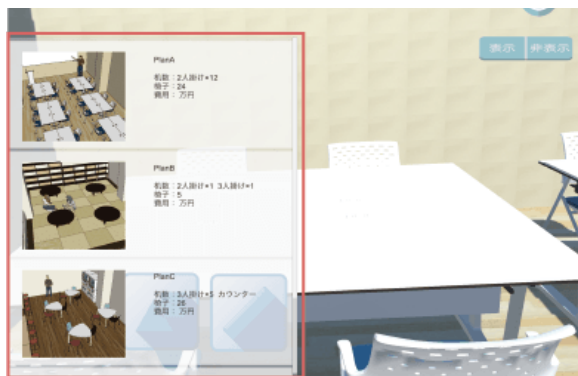 表示
非表示
PlanA
机数：2人掛け*12
椅子：24
費用： 万円
PlanB
机数：2人掛け*1 3人掛け*1
椅子：5
費用： 万円
PlanC
机数：3人掛け*5 カウンター
椅子：26
費用： 万円